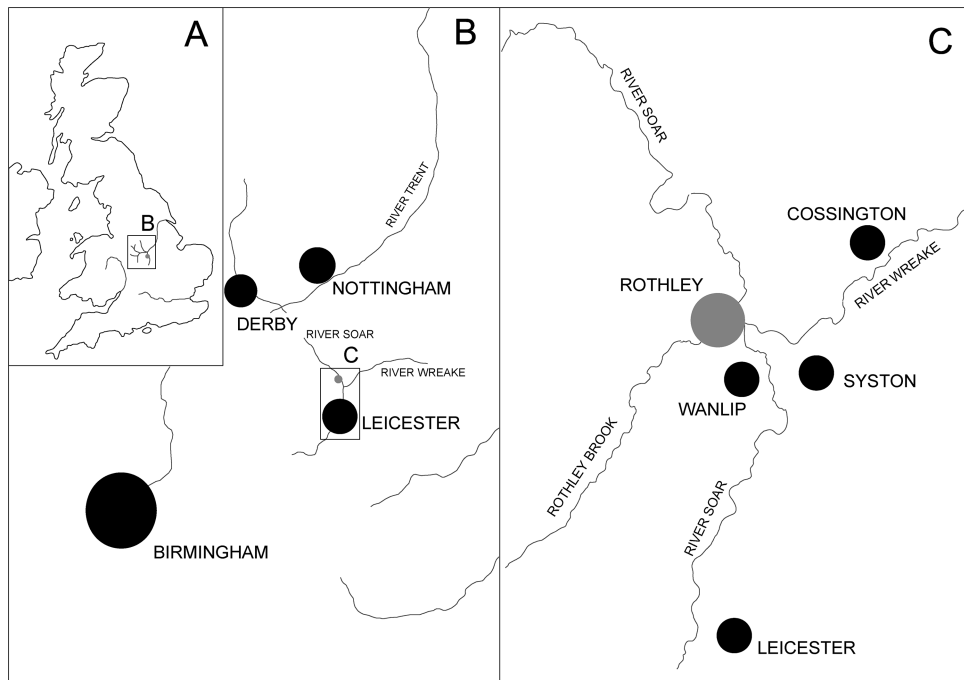 A
B
B
RIVER TRENT
NOTTINGHAM
DERBY
RIVER SOAR
C
RIVER WREAKE
LEICESTER
BIRMINGHAM
C
RIVER SOAR
COSSINGTON
RIVER WREAKE
ROTHLEY
SYSTON
WANLIP
ROTHLEY BROOK
RIVER SOAR
LEICESTER